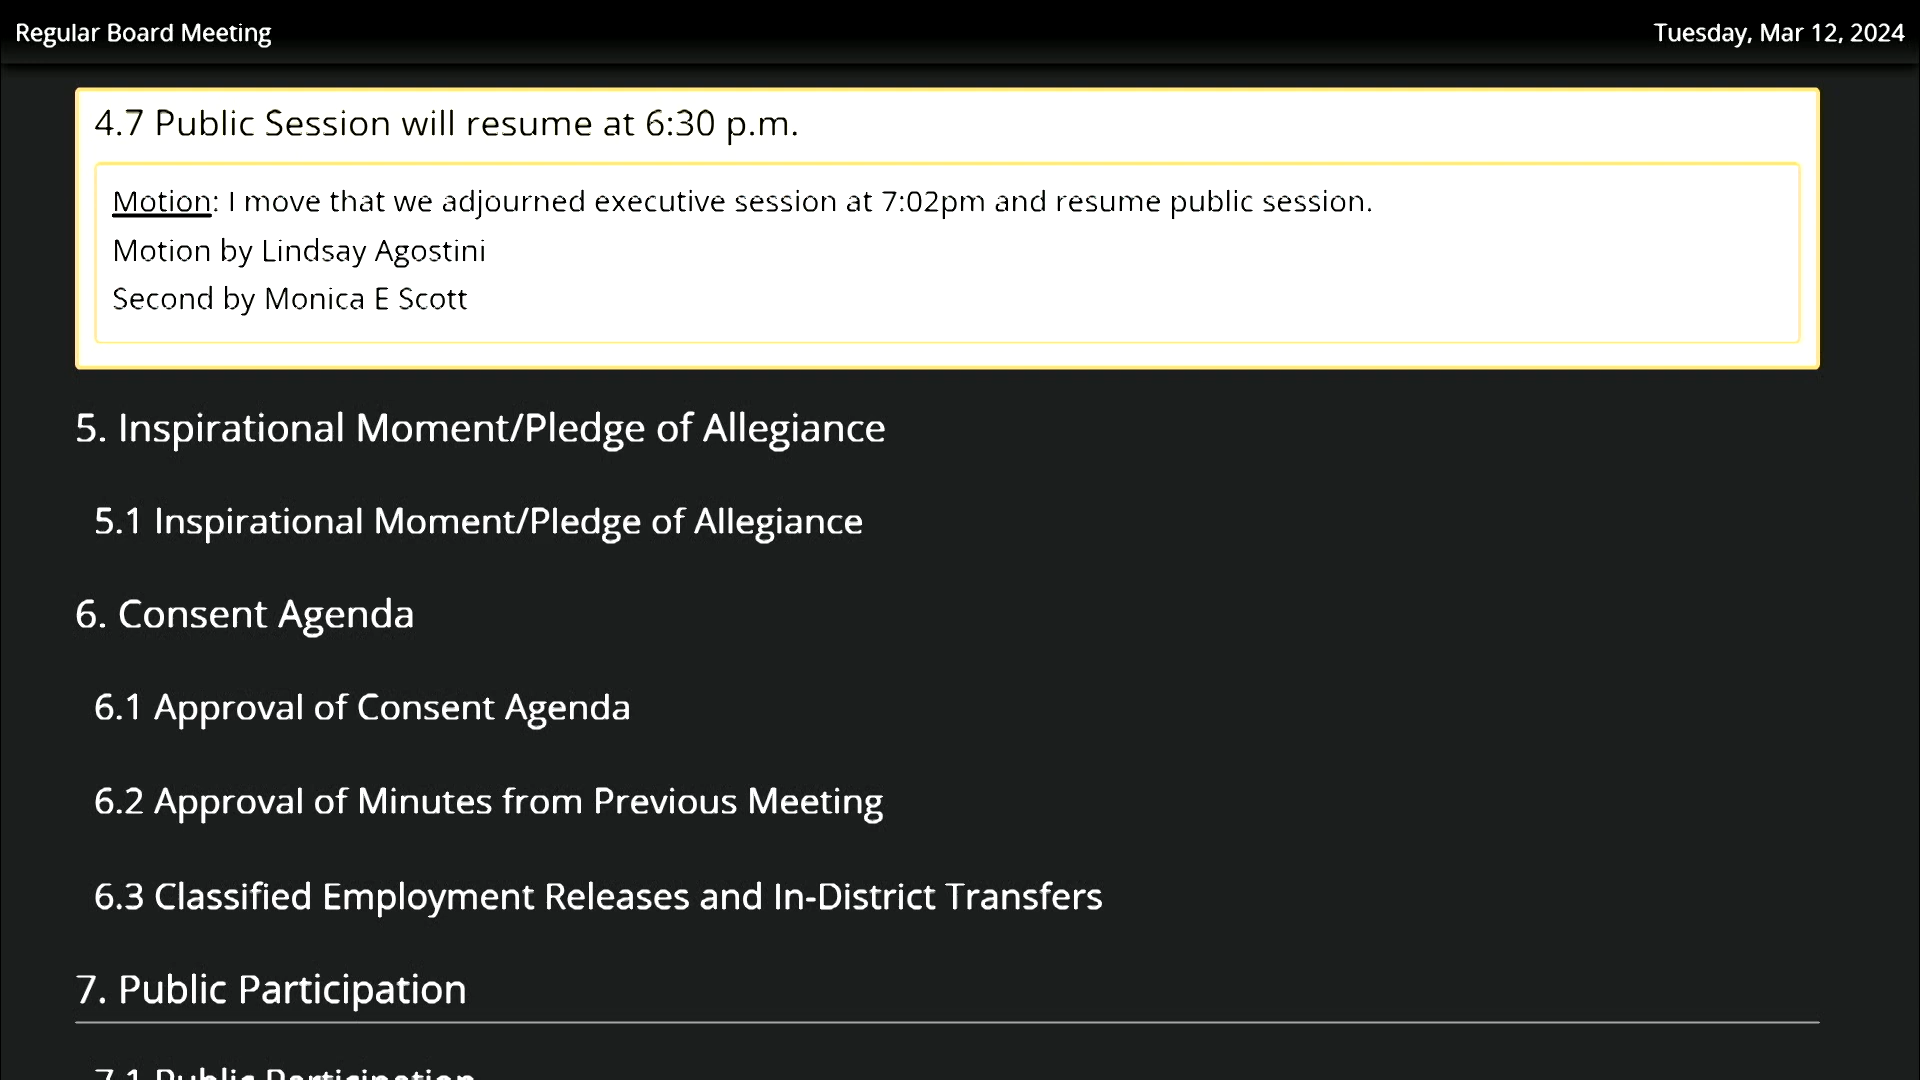 Regular Board Meeting
Tuesday, Mar 12, 2024
4.7 Public Session will resume at 6:30 p.m.
Motion: I move that we adjourned executive session at 7:02pm and resume public session.
Motion by Lindsay Agostini
Second by Monica E Scott
5. Inspirational Moment/Pledge of Allegiance
5.1 Inspirational Moment/Pledge of Allegiance
6. Consent Agenda
6.1 Approval of Consent Agenda
6.2 Approval of Minutes from Previous Meeting
6.3 Classified Employment Releases and In-District Transfers
7. Public Participation
7.1 Public Participation